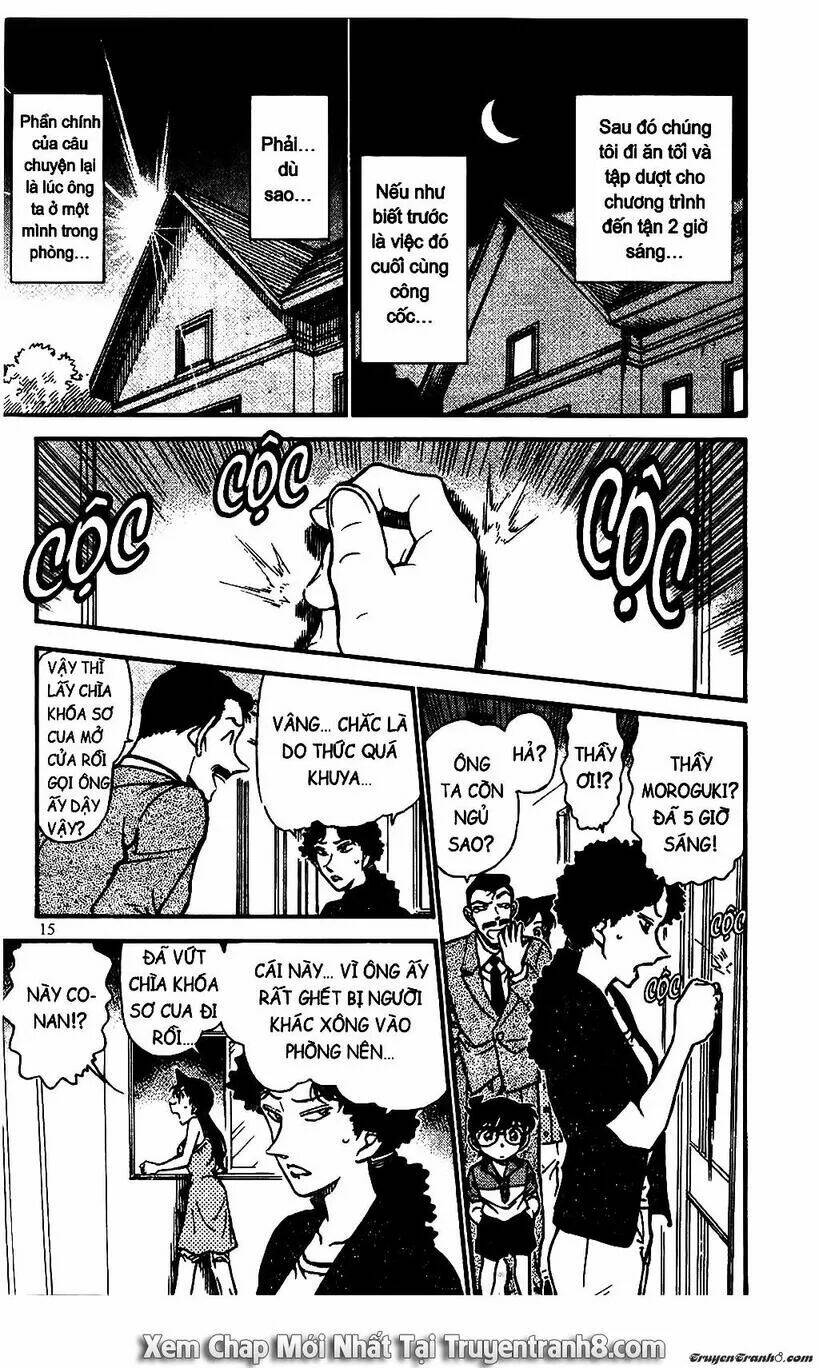 Sau đó chúng
tôi đi ăn tối và
tập dượt cho
chương trình
đến tận 2 giờ
sáng...
Nếu như
biết trước
là việc đó
cuối cùng
công
cốc...
Phải...
dù
sao...
Phần chính
của câu
chuyện lại
là lúc ông
ta ở một
mình trong
phòng...
CỘC
CỘC
CỘC
THẦY
MOROGUKI?
ĐÃ 5 GIỜ
SÁNG!
THẦY
ƠI!?
HẢ?
ÔNG
TA CÒN
NGỦ
SAO?
CỘC
CỘC
VÂNG... CHẮC LÀ
DO THỨC QUÁ
KHUYA...
VẬY THÌ
LẤY CHÌA
KHÓA SƠ
CUA MỞ
CỬA RỒI
GỌI ÔNG
ẤY DẬY
VẬY?
15
CÁI NÀY... VÌ ÔNG ẤY
RẤT GHÉT BỊ NGƯỜI
KHÁC XÔNG VÀO
PHÒNG NÊN...
ĐÃ VỨT
CHÌA KHÓA
SƠ CUA ĐI
RỒI...
NÀY CO-
NAN!?
Xem Chap Mới Nhất Tại Truyentranh8.com
TruyenTranh8.com